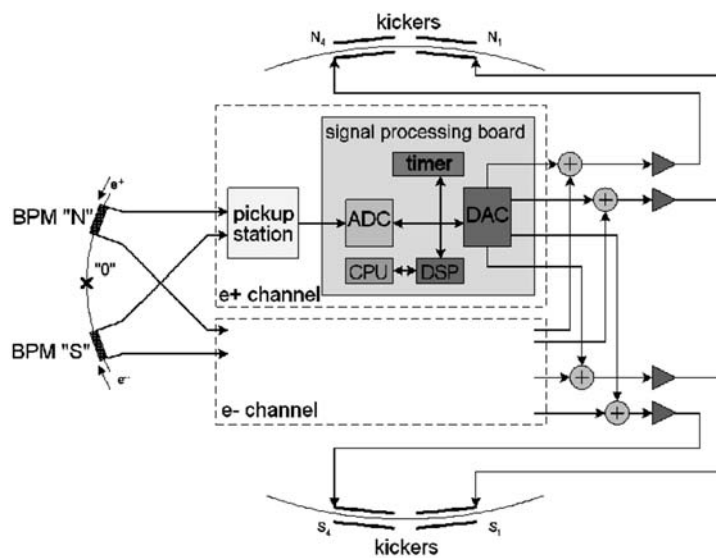 kickers
N4 N1
signal processing board
timer
e+
BPM "N"
pickup
station
ADC
DAC
"0"
CPU
DSP
e+ channel
BPM "S"
e-
e- channel
S4 S1
kickers